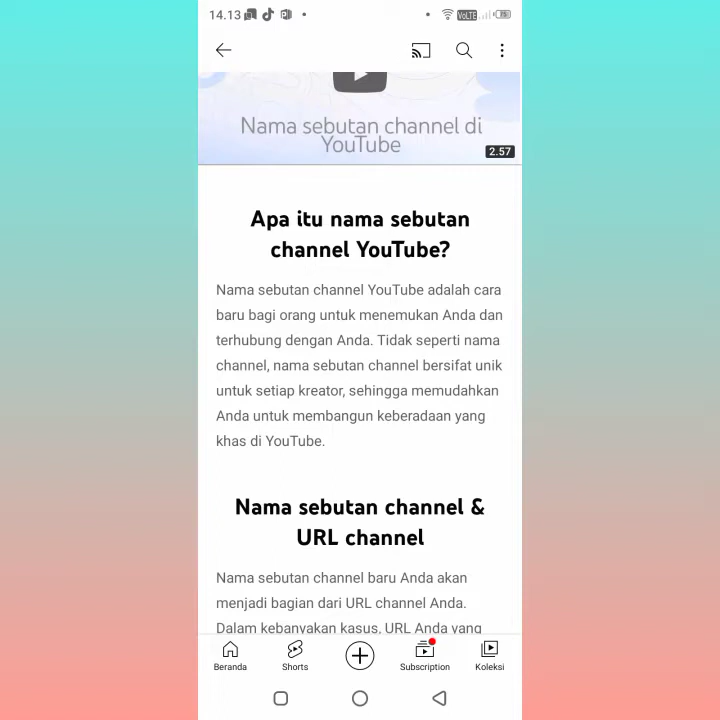 14.13
VoLTE
Nama sebutan channel di
YouTube
2.57
Apa itu nama sebutan
channel YouTube?
Nama sebutan channel YouTube adalah cara
baru bagi orang untuk menemukan Anda dan
terhubung dengan Anda. Tidak seperti nama
channel, nama sebutan channel bersifat unik
untuk setiap kreator, sehingga memudahkan
Anda untuk membangun keberadaan yang
khas di YouTube.
Nama sebutan channel &
URL channel
Nama sebutan channel baru Anda akan
menjadi bagian dari URL channel Anda.
Dalam kebanyakan kasus, URL Anda yang
Beranda
Shorts
Subscription
Koleksi